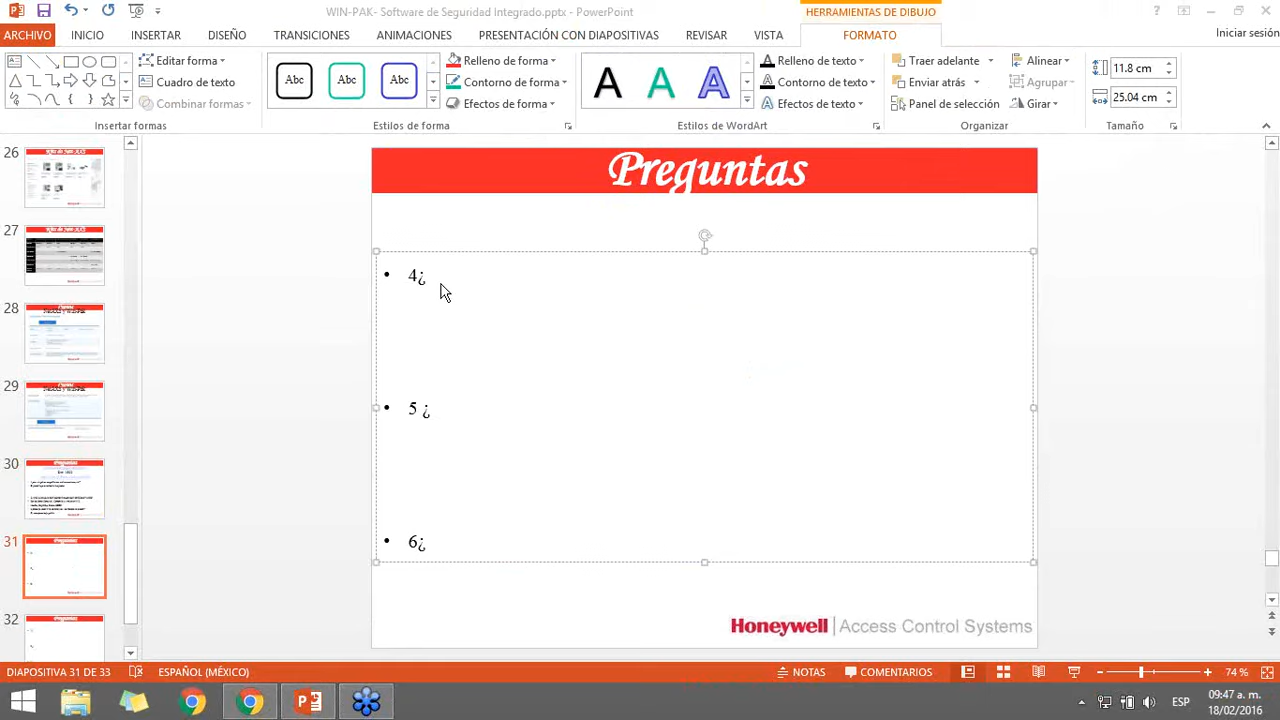 WIN-PAK- Software de Seguridad Integrado.pptx - PowerPoint
HERRAMIENTAS DE DIBUJO
ARCHIVO INICIO INSERTAR DISEÑO TRANSICIONES ANIMACIONES PRESENTACIÓN CON DIAPOSITIVAS REVISAR VISTA FORMATO Iniciar sesión
Editar forma
Cuadro de texto
Combinar formas
Insertar formas
Abc Abc Abc
Relleno de forma
Contorno de forma
Efectos de forma
Estilos de forma
A A A
Relleno de texto
Contorno de texto
Efectos de texto
Estilos de WordArt
Traer adelante
Enviar atrás
Panel de selección
Alinear
Agrupar
Girar
Organizar
11.8 cm
25.04 cm
Tamaño
26
27
28
29
30
31
32
Preguntas
• 4¿
• 5 ¿
• 6¿
Honeywell | Access Control Systems
DIAPOSITIVA 31 DE 33 ESPAÑOL (MÉXICO) NOTAS COMENTARIOS 74 %
ESP
09:47 a. m.
18/02/2016